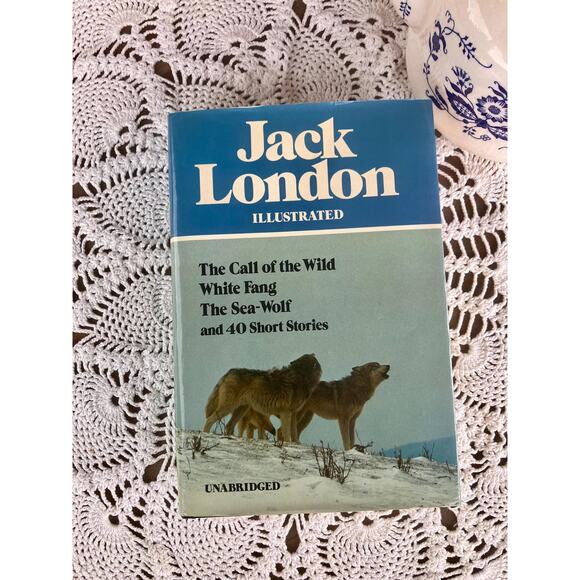 Jack
London
ILLUSTRATED
The Call of the Wild
White Fang
The Sea-Wolf
and 40 Short Stories
UNABRIDGED